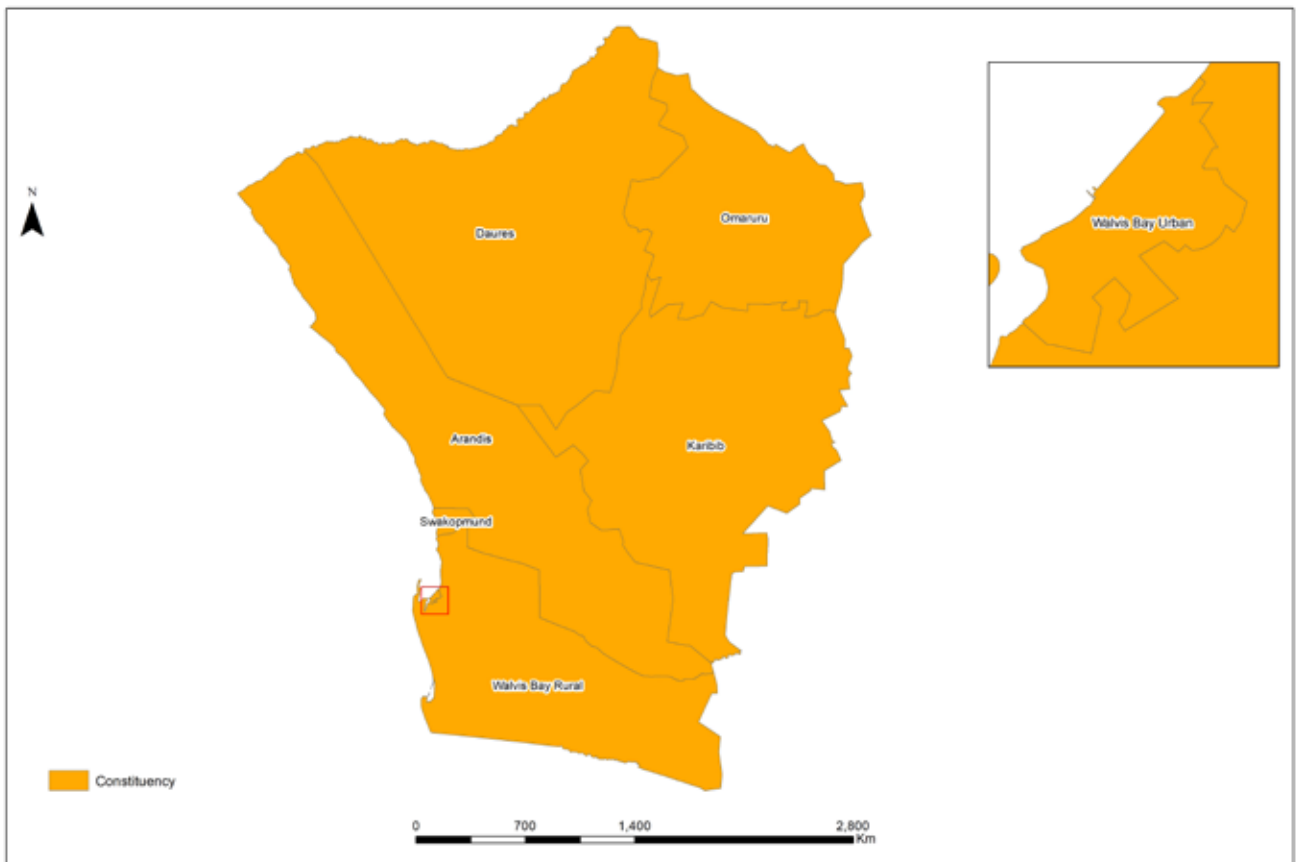 N
Daures
Omaruru
Walvis Bay Urban
Arandis
Karibib
Swakopmund
Walvis Bay Rural
Constituency
0 700 1,400 2,800
Km